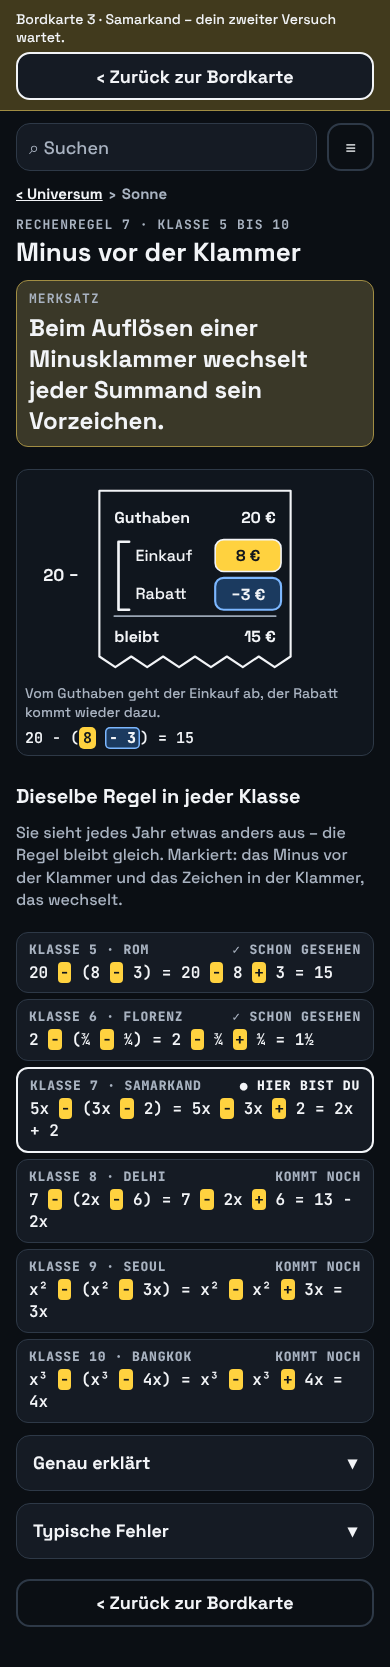 Bordkarte 3 · Samarkand – dein zweiter Versuch
wartet.
‹ Zurück zur Bordkarte
⌕ Suchen
≡
‹ Universum › Sonne
RECHENREGEL 7 · KLASSE 5 BIS 10
Minus vor der Klammer
MERKSATZ
Beim Auflösen einer
Minusklammer wechselt
jeder Summand sein
Vorzeichen.
Guthaben 20 €
Einkauf 8 €
20 −
Rabatt −3 €
bleibt 15 €
Vom Guthaben geht der Einkauf ab, der Rabatt
kommt wieder dazu.
20 - (8 - 3) = 15
Dieselbe Regel in jeder Klasse
Sie sieht jedes Jahr etwas anders aus – die
Regel bleibt gleich. Markiert: das Minus vor
der Klammer und das Zeichen in der Klammer,
das wechselt.
KLASSE 5 · ROM ✓ SCHON GESEHEN
20 - (8 - 3) = 20 - 8 + 3 = 15
KLASSE 6 · FLORENZ ✓ SCHON GESEHEN
2 - (¾ - ¼) = 2 - ¾ + ¼ = 1½
KLASSE 7 · SAMARKAND ● HIER BIST DU
5x - (3x - 2) = 5x - 3x + 2 = 2x
+ 2
KLASSE 8 · DELHI KOMMT NOCH
7 - (2x - 6) = 7 - 2x + 6 = 13 -
2x
KLASSE 9 · SEOUL KOMMT NOCH
x² - (x² - 3x) = x² - x² + 3x =
3x
KLASSE 10 · BANGKOK KOMMT NOCH
x³ - (x³ - 4x) = x³ - x³ + 4x =
4x
Genau erklärt ▾
Typische Fehler ▾
‹ Zurück zur Bordkarte